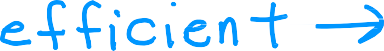 efficient →